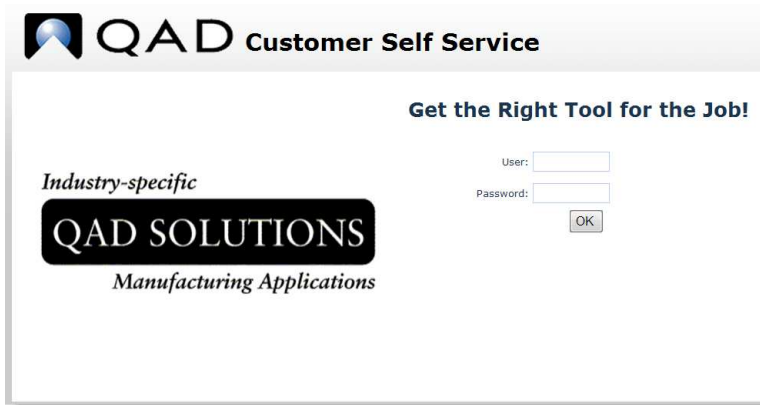 QAD Customer Self Service
Get the Right Tool for the Job!
User:
Industry-specific
Password:
QAD SOLUTIONS
OK
Manufacturing Applications